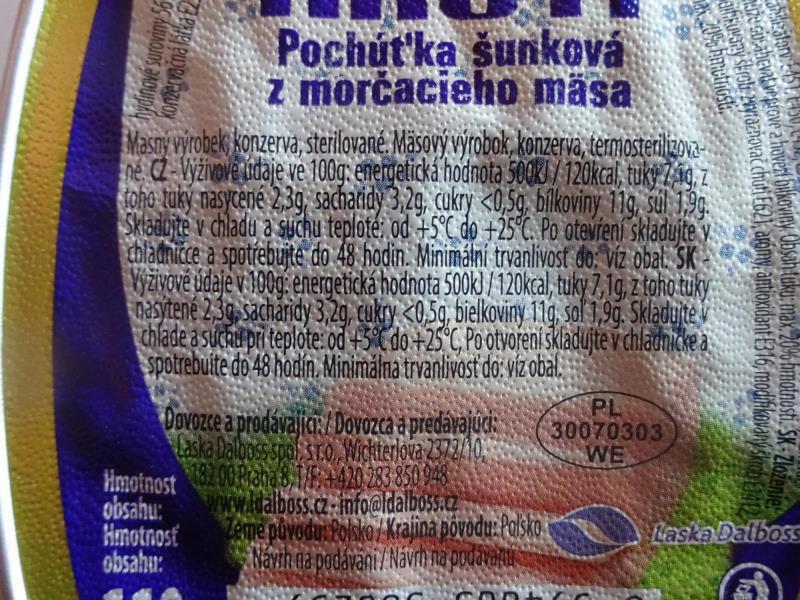 Pochúťka šunková
z morčacieho mäsa
Masný výrobek, konzerva, sterilované. Mäsový výrobok, konzerva, termosterilizova-
né. CZ - Výživové údaje ve 100g: energetická hodnota 500kJ / 120kcal, tuky 7,1g, z
toho tuky nasycené 2,3g, sacharidy 3,2g, cukry <0,5g, bílkoviny 11g, sůl 1,9g.
Skladujte v chladu a suchu teplotě: od +5°C do +25°C. Po otevření skladujte v
chladničce a spotřebujte do 48 hodin. Minimální trvanlivost do: viz obal. SK -
Výživové údaje v 100g: energetická hodnota 500kJ / 120kcal, tuky 7,1g, z toho tuky
nasýtené 2,3g, sacharidy 3,2g, cukry <0,5g, bielkoviny 11g, soľ 1,9g. Skladujte v
chlade a suchu pri teplote: od +5°C do +25°C, Po otvorení skladujte v chladničke a
spotrebujte do 48 hodín. Minimálna trvanlivosť do: víz obal.
Dovozce a prodávající: / Dovozca a predávajúci:
Laska Dalboss spol. s r.o. Wichterlova 2372/10,
182 00 Praha 8, T/F: +420 283 850 948
www.ldalboss.cz - info@ldalboss.cz
Země původu: Polsko / Krajina pôvodu: Polsko
Návrh na podávání / Návrh na podávanu
PL
30070303
WE
Laska Dalboss
Hmotnost
obsahu:
Hmotnosť
obsahu: